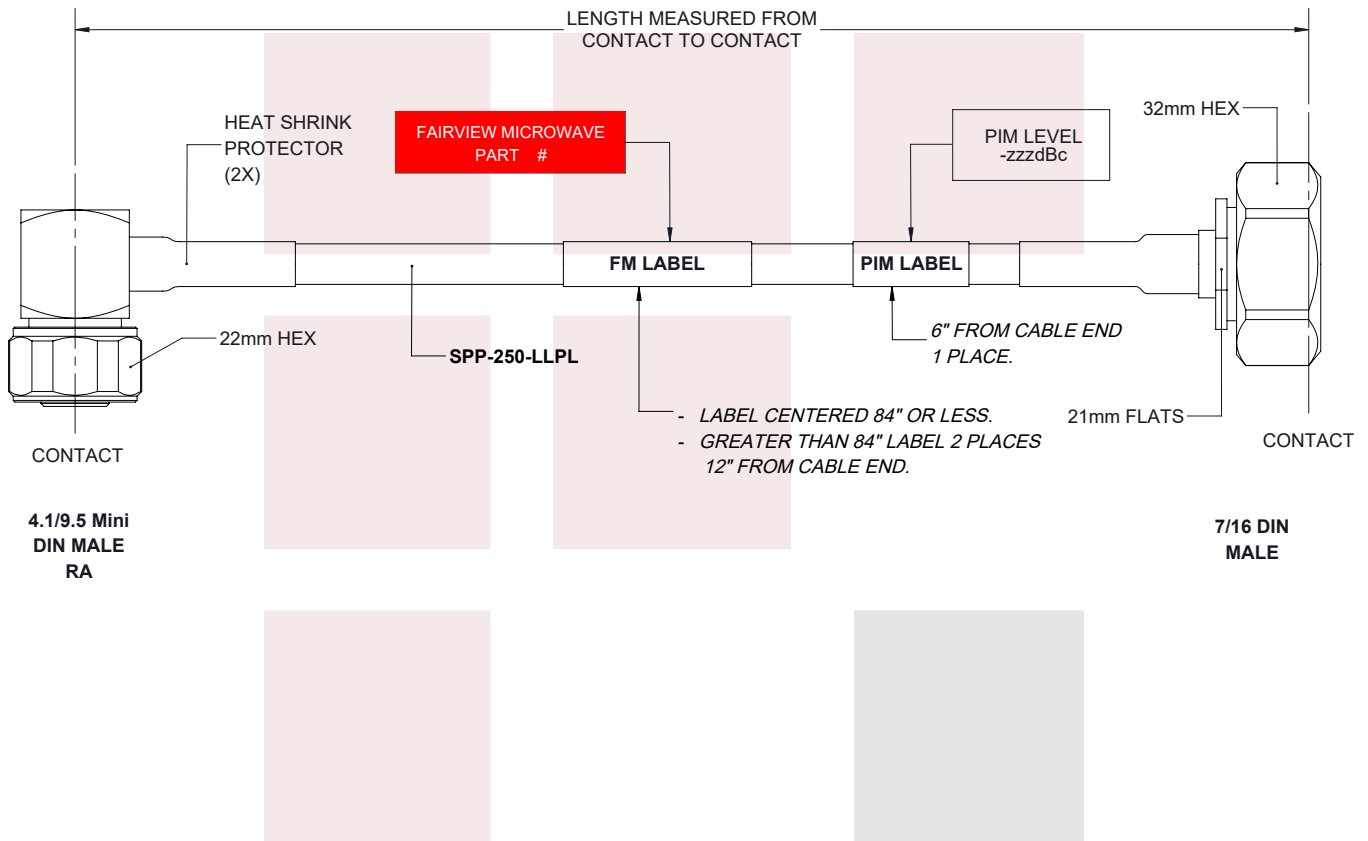 LENGTH MEASURED FROM
CONTACT TO CONTACT
32mm HEX
HEAT SHRINK
PROTECTOR
(2X)
FAIRVIEW MICROWAVE
PART #
PIM LEVEL
-zzzdBc
FM LABEL
PIM LABEL
22mm HEX
SPP-250-LLPL
6" FROM CABLE END
1 PLACE.
- LABEL CENTERED 84" OR LESS.
- GREATER THAN 84" LABEL 2 PLACES
12" FROM CABLE END.
21mm FLATS
CONTACT
CONTACT
4.1/9.5 Mini
DIN MALE
RA
7/16 DIN
MALE